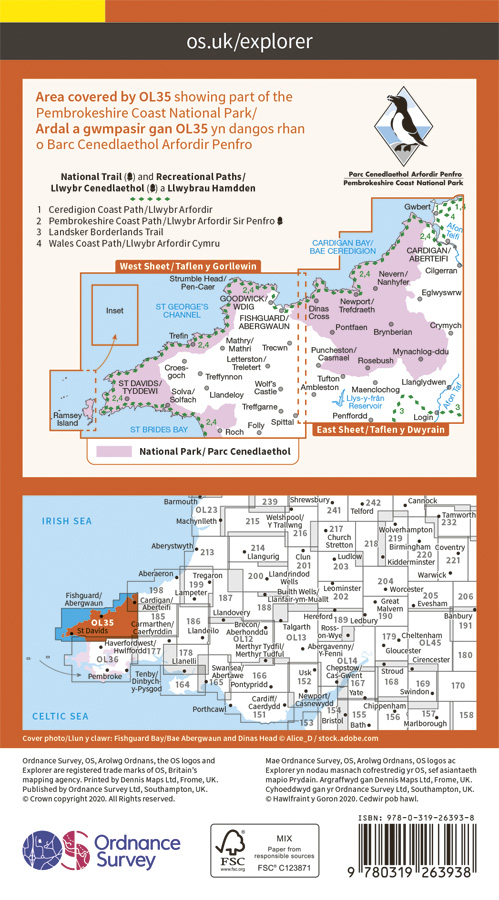 os.uk/explorer
Area covered by OL35 showing part of the
Pembrokeshire Coast National Park/
Ardal a gwmpasir gan OL35 yn dangos rhan
o Barc Cenedlaethol Arfordir Penfro
Parc Cenedlaethol Arfordir Penfro
Pembrokeshire Coast National Park
National Trail ( ) and Recreational Paths/
Llwybr Cenedlaethol ( ) a Llwybrau Hamdden
1 Ceredigion Coast Path/Llwybr Arfordir
2 Pembrokeshire Coast Path/Llwybr Arfordir Sir Penfro
3 Landsker Borderlands Trail
4 Wales Coast Path/Llwybr Arfordir Cymru
West Sheet/Taflen y Gorllewin
Gwbert
1
1,4
Afon
Teifi
CARDIGAN BAY/
BAE CEREDIGION
2,4
CARDIGAN/
ABERTEIFI
Cilgerran
Strumble Head/
Pen-Caer
GOODWICK/
WDIG
2,4
Nevern/
Nanhyfer
Eglwyswrw
Inset
ST GEORGE'S
CHANNEL
FISHGUARD/
ABERGWAUN
Dinas
Cross
Newport/
Trefdraeth
Pontfaen
Brynberian
Crymych
Trefin
2,4
Mathry/
Mathri
Trecwn
Croes-
goch
Letterston/
Treletert
Puncheston/
Casmael
Rosebush
Mynachlog-ddu
Treffynnon
Wolf's
Castle
Tufton
Ambleston
Maenclochog
Llanglydwen
ST DAVIDS/
TYDDEWI
2,4
Solva/
Solfach
Llandeloy
Treffgarne
Llys-y-frân
Reservoir
Afon Taf
Ramsey
Island
ST BRIDES BAY
2,4
Roch
Folly
Spittal
Penffordd
3
Login
3
East Sheet/Taflen y Dwyrain
National Park/ Parc Cenedlaethol
IRISH SEA
Barmouth
OL23
239
Shrewsbury
241
242
Telford
Cannock
Tamworth
232
Machynlleth
215
Welshpool/
Y Trallwng
216
217
Church
Stretton
218
Wolverhampton
219
Birmingham
220
Coventry
221
Aberystwyth
213
214
Llangurig
Clun
201
Ludlow
203
Kidderminster
Warwick
Aberaeron
198
Tregaron
199
Lampeter
187
200
Llandrindod
Wells
Builth Wells/
Llanfair-ym-Muallt
188
Leominster
202
204
Worcester
205
Evesham
206
Fishguard/
Abergwaun
Cardigan/
Aberteifi
OL35
St Davids
185
Carmarthen/
Caerfyrddin
186
Llandeilo
Llandovery
Brecon/
Aberhonddu
OL12
Talgarth
OL13
Hereford
189
Ledbury
Great
Malvern
190
Banbury
191
Haverfordwest/
Hwlffordd
177
178
Llanelli
Merthyr Tydfil/
Merthyr Tudful
Abergavenny/
Y-Fenni
Ross-
on-Wye
OL14
179
Gloucester
Cheltenham
OL45
180
OL36
Pembroke
Tenby/
Dinbych-
y-Pysgod
164
Swansea/
Abertawe
165
166
Pontypridd
Usk
152
Chepstow/
Cas-Gwent
167
Yate
Stroud
168
Cirencester
169
Swindon
170
CELTIC SEA
Porthcawl
Cardiff/
Caerdydd
151
Newport/
Casnewydd
153
154
Bristol
155
Bath
Chippenham
156
157
Marlborough
158
Cover photo/Llun y clawr: Fishguard Bay/Bae Abergwaun and Dinas Head © Alice_D / stock.adobe.com
Ordnance Survey, OS, Arolwg Ordnans, the OS logos and
Explorer are registered trade marks of OS, Britain's
mapping agency. Printed by Dennis Maps Ltd, Frome, UK.
Published by Ordnance Survey Ltd, Southampton, UK.
© Crown copyright 2020. All Rights reserved.
Mae Ordnance Survey, OS, Arolwg Ordnans, OS logos ac
Explorer yn nodau masnach cofrestredig yr OS, sef asiantaeth
mapio Prydain. Argraffwyd gan Dennis Maps Ltd, Frome, UK.
Cyhoeddwyd gan yr Ordnance Survey Ltd, Southampton, UK.
© Hawlfraint y Goron 2020. Cedwir pob hawl.
Ordnance
Survey
FSC
www.fsc.org
MIX
Paper from
responsible sources
FSC® C123871
ISBN: 978-0-319-26393-8
9 780319 263938